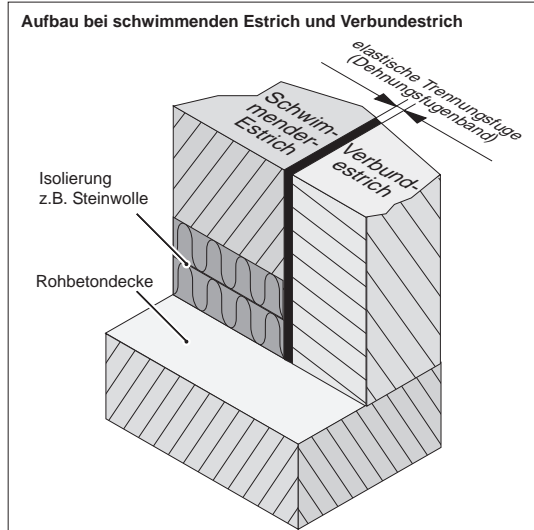 Aufbau bei schwimmenden Estrich und Verbundestrich
elastische Trennungsfuge
(Dehnungsfugenband)
Schwim-
mender-
Estrich
Verbund-
estrich
Isolierung
z.B. Steinwolle
Rohbetondecke